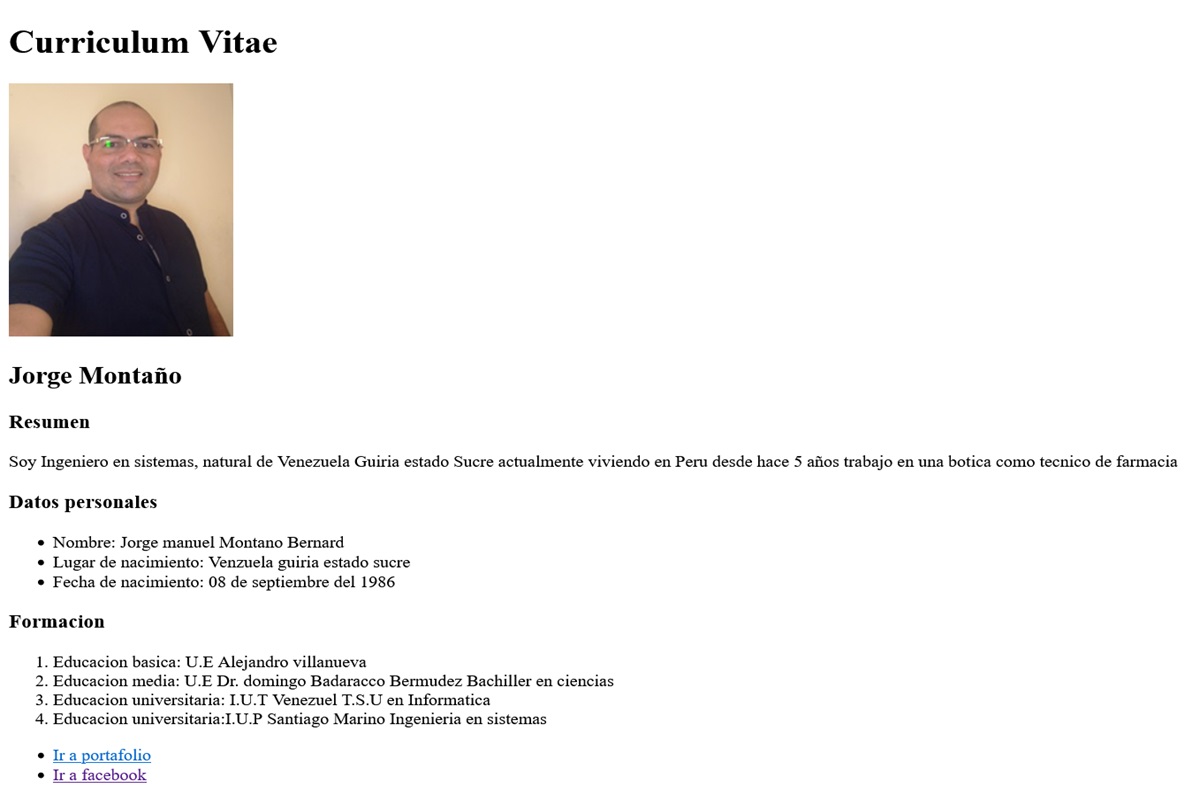 Curriculum Vitae
Jorge Montaño
Resumen
Soy Ingeniero en sistemas, natural de Venezuela Guiria estado Sucre actualmente viviendo en Peru desde hace 5 años trabajo en una botica como tecnico de farmacia
Datos personales
• Nombre: Jorge manuel Montano Bernard
• Lugar de nacimiento: Venzuela guiria estado sucre
• Fecha de nacimiento: 08 de septiembre del 1986
Formacion
1. Educacion basica: U.E Alejandro villanueva
2. Educacion media: U.E Dr. domingo Badaracco Bermudez Bachiller en ciencias
3. Educacion universitaria: I.U.T Venezuel T.S.U en Informatica
4. Educacion universitaria:I.U.P Santiago Marino Ingenieria en sistemas
• Ir a portafolio
• Ir a facebook